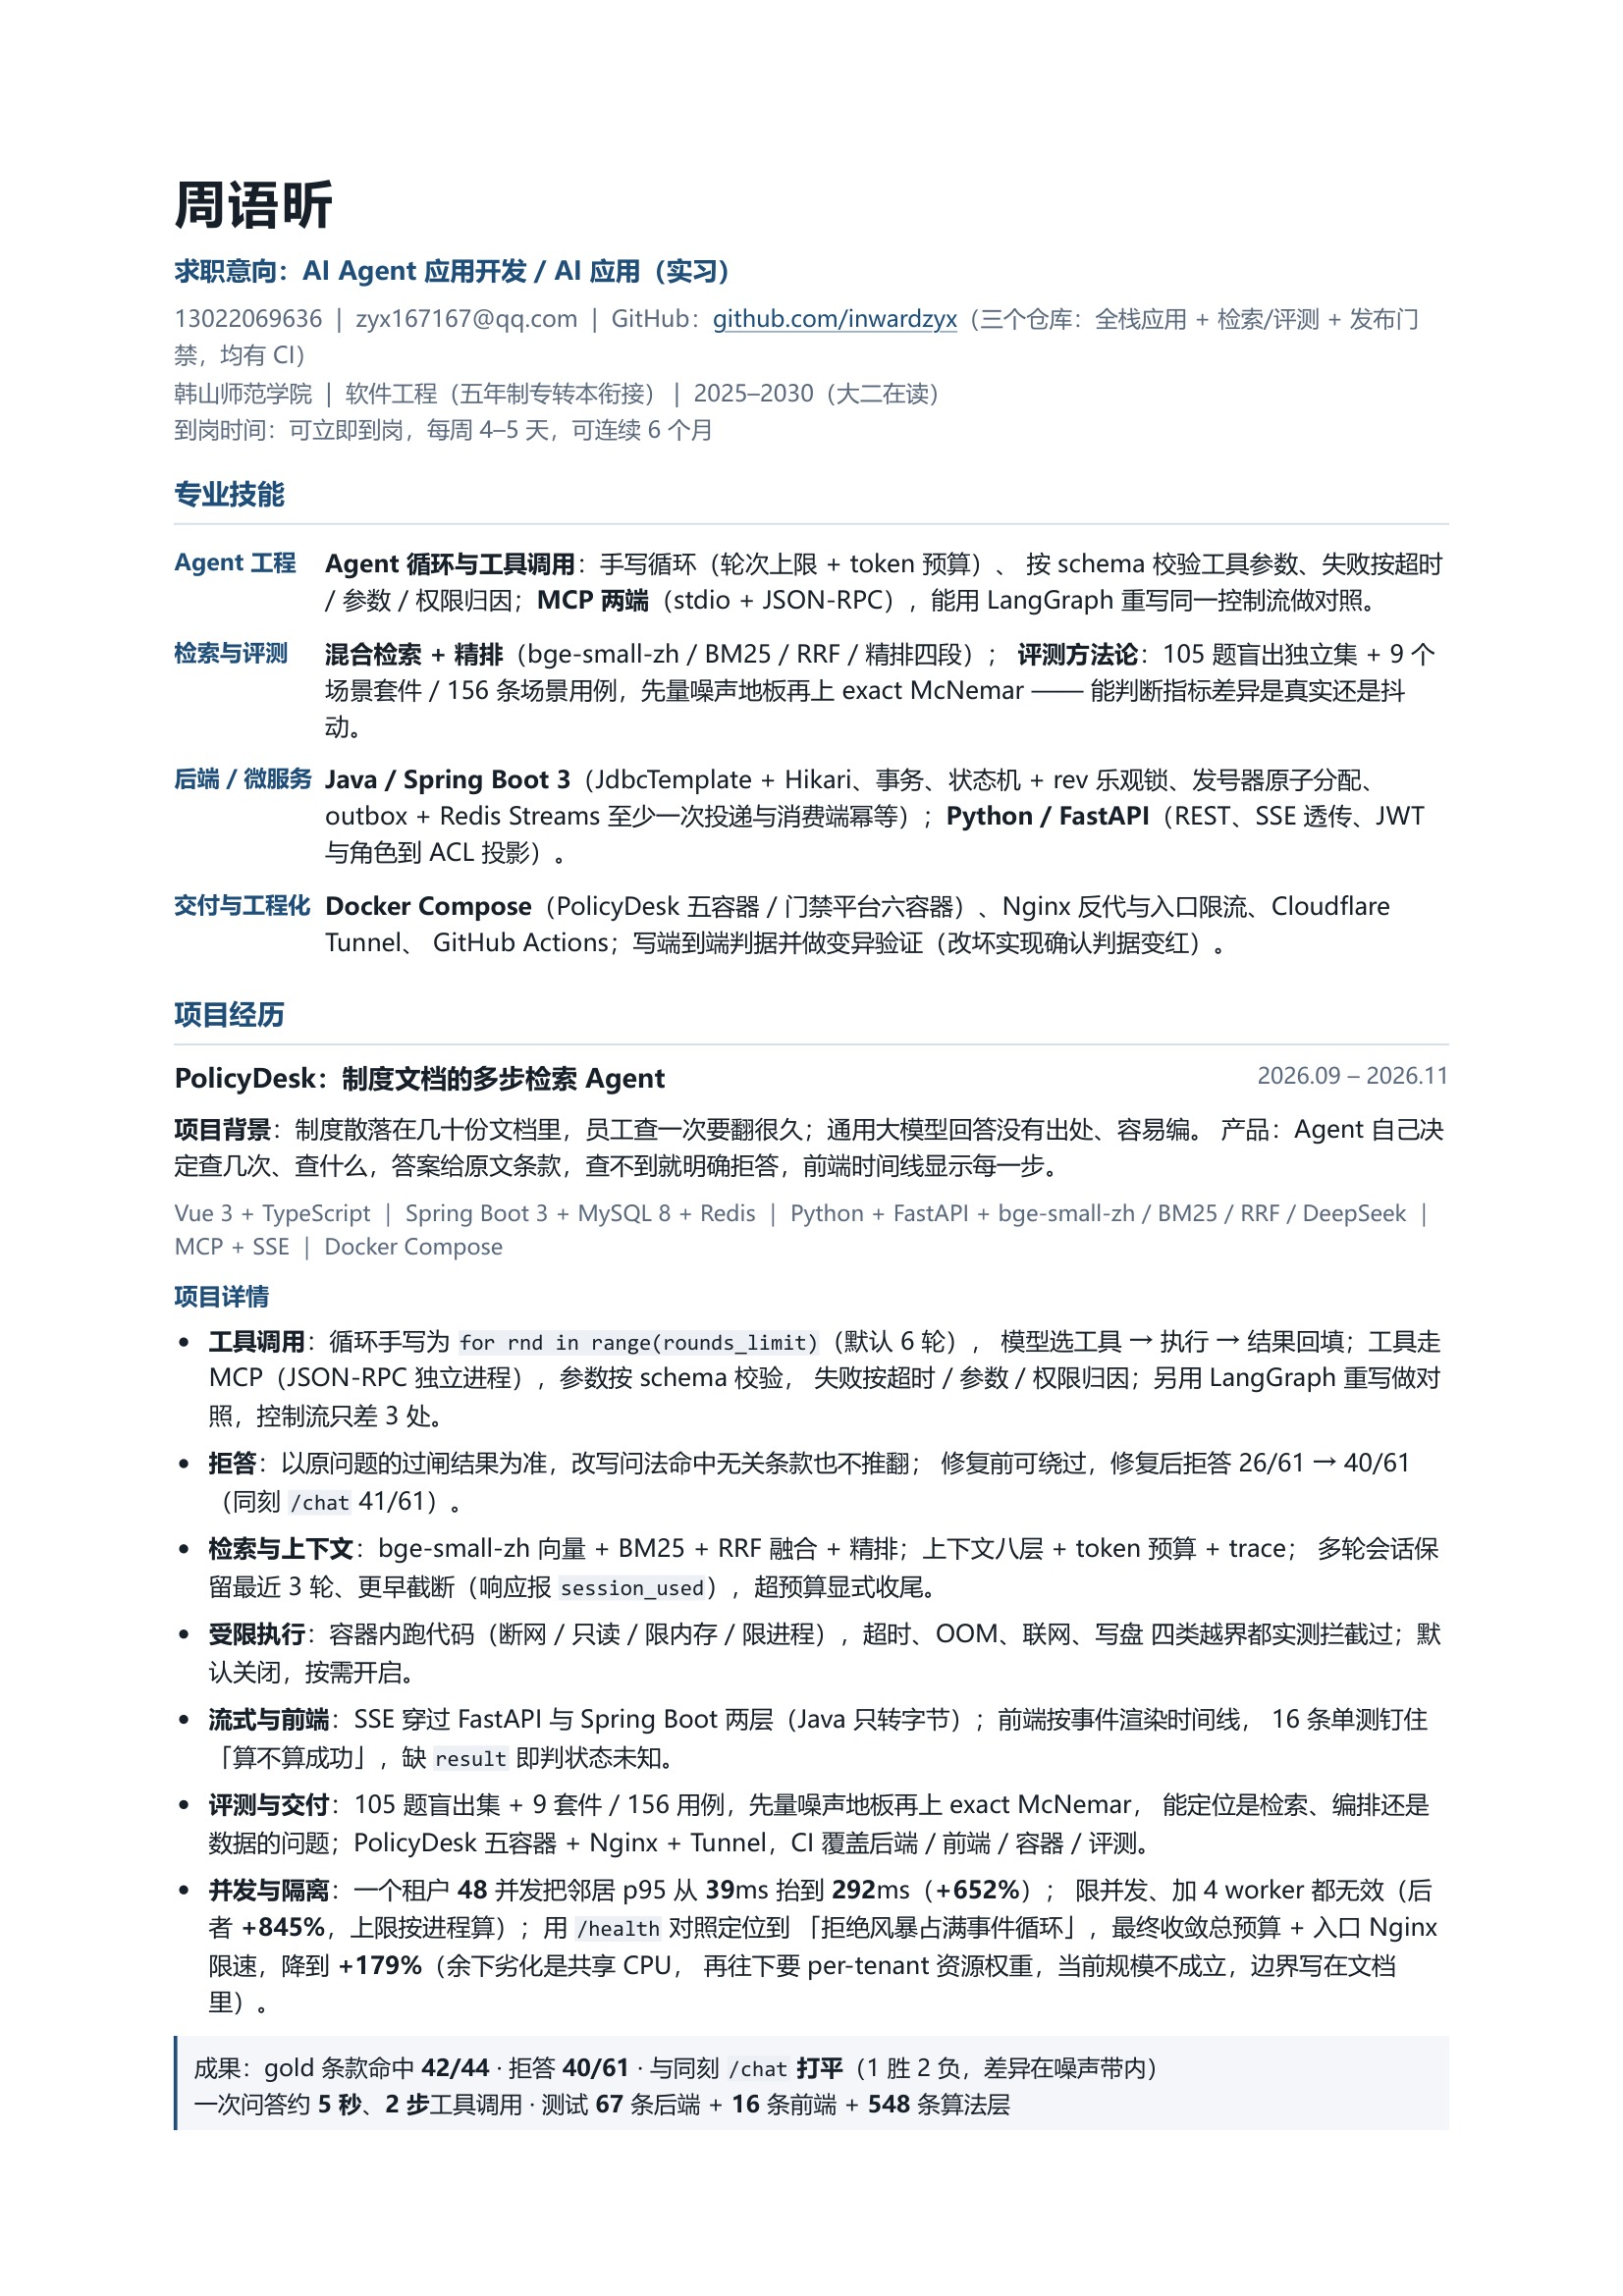 周语昕
求职意向：AI Agent 应用开发 / AI 应用（实习）
13022069636 | zyx167167@qq.com | GitHub：github.com/inwardzyx（三个仓库：全栈应用 + 检索/评测 + 发布门
禁，均有 CI）
韩山师范学院 | 软件工程（五年制专转本衔接） | 2025–2030（大二在读）
到岗时间：可立即到岗，每周 4–5 天，可连续 6 个月
专业技能
Agent 工程 Agent 循环与工具调用：手写循环（轮次上限 + token 预算）、 按 schema 校验工具参数、失败按超时
/ 参数 / 权限归因；MCP 两端（stdio + JSON-RPC），能用 LangGraph 重写同一控制流做对照。
检索与评测 混合检索 + 精排（bge-small-zh / BM25 / RRF / 精排四段）； 评测方法论：105 题盲出独立集 + 9 个
场景套件 / 156 条场景用例，先量噪声地板再上 exact McNemar —— 能判断指标差异是真实还是抖
动。
后端 / 微服务 Java / Spring Boot 3（JdbcTemplate + Hikari、事务、状态机 + rev 乐观锁、发号器原子分配、
outbox + Redis Streams 至少一次投递与消费端幂等）；Python / FastAPI（REST、SSE 透传、JWT
与角色到 ACL 投影）。
交付与工程化 Docker Compose（PolicyDesk 五容器 / 门禁平台六容器）、Nginx 反代与入口限流、Cloudflare
Tunnel、 GitHub Actions；写端到端判据并做变异验证（改坏实现确认判据变红）。
项目经历
PolicyDesk：制度文档的多步检索 Agent 2026.09 – 2026.11
项目背景：制度散落在几十份文档里，员工查一次要翻很久；通用大模型回答没有出处、容易编。 产品：Agent 自己决
定查几次、查什么，答案给原文条款，查不到就明确拒答，前端时间线显示每一步。
Vue 3 + TypeScript | Spring Boot 3 + MySQL 8 + Redis | Python + FastAPI + bge-small-zh / BM25 / RRF / DeepSeek |
MCP + SSE | Docker Compose
项目详情
• 工具调用：循环手写为 for rnd in range(rounds_limit)（默认 6 轮）， 模型选工具 → 执行 → 结果回填；工具走
MCP（JSON-RPC 独立进程），参数按 schema 校验， 失败按超时 / 参数 / 权限归因；另用 LangGraph 重写做对
照，控制流只差 3 处。
• 拒答：以原问题的过闸结果为准，改写问法命中无关条款也不推翻； 修复前可绕过，修复后拒答 26/61 → 40/61
（同刻 /chat 41/61）。
• 检索与上下文：bge-small-zh 向量 + BM25 + RRF 融合 + 精排；上下文八层 + token 预算 + trace； 多轮会话保
留最近 3 轮、更早截断（响应报 session_used），超预算显式收尾。
• 受限执行：容器内跑代码（断网 / 只读 / 限内存 / 限进程），超时、OOM、联网、写盘 四类越界都实测拦截过；默
认关闭，按需开启。
• 流式与前端：SSE 穿过 FastAPI 与 Spring Boot 两层（Java 只转字节）；前端按事件渲染时间线， 16 条单测钉住
「算不算成功」，缺 result 即判状态未知。
• 评测与交付：105 题盲出集 + 9 套件 / 156 用例，先量噪声地板再上 exact McNemar， 能定位是检索、编排还是
数据的问题；PolicyDesk 五容器 + Nginx + Tunnel，CI 覆盖后端 / 前端 / 容器 / 评测。
• 并发与隔离：一个租户 48 并发把邻居 p95 从 39ms 抬到 292ms（+652%）； 限并发、加 4 worker 都无效（后
者 +845%，上限按进程算）；用 /health 对照定位到 「拒绝风暴占满事件循环」，最终收敛总预算 + 入口 Nginx
限速，降到 +179%（余下劣化是共享 CPU， 再往下要 per-tenant 资源权重，当前规模不成立，边界写在文档
里）。
成果：gold 条款命中 42/44 · 拒答 40/61 · 与同刻 /chat 打平（1 胜 2 负，差异在噪声带内）
一次问答约 5 秒、2 步工具调用 · 测试 67 条后端 + 16 条前端 + 548 条算法层